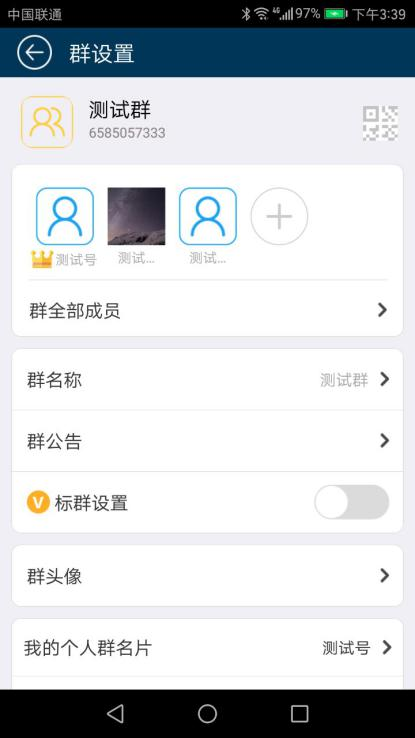 中国联通 4G 97% 下午3:39
群设置
测试群
6585057333
测试号 测试... 测试...
群全部成员
群名称 测试群
群公告
V 标群设置
群头像
我的个人群名片 测试号